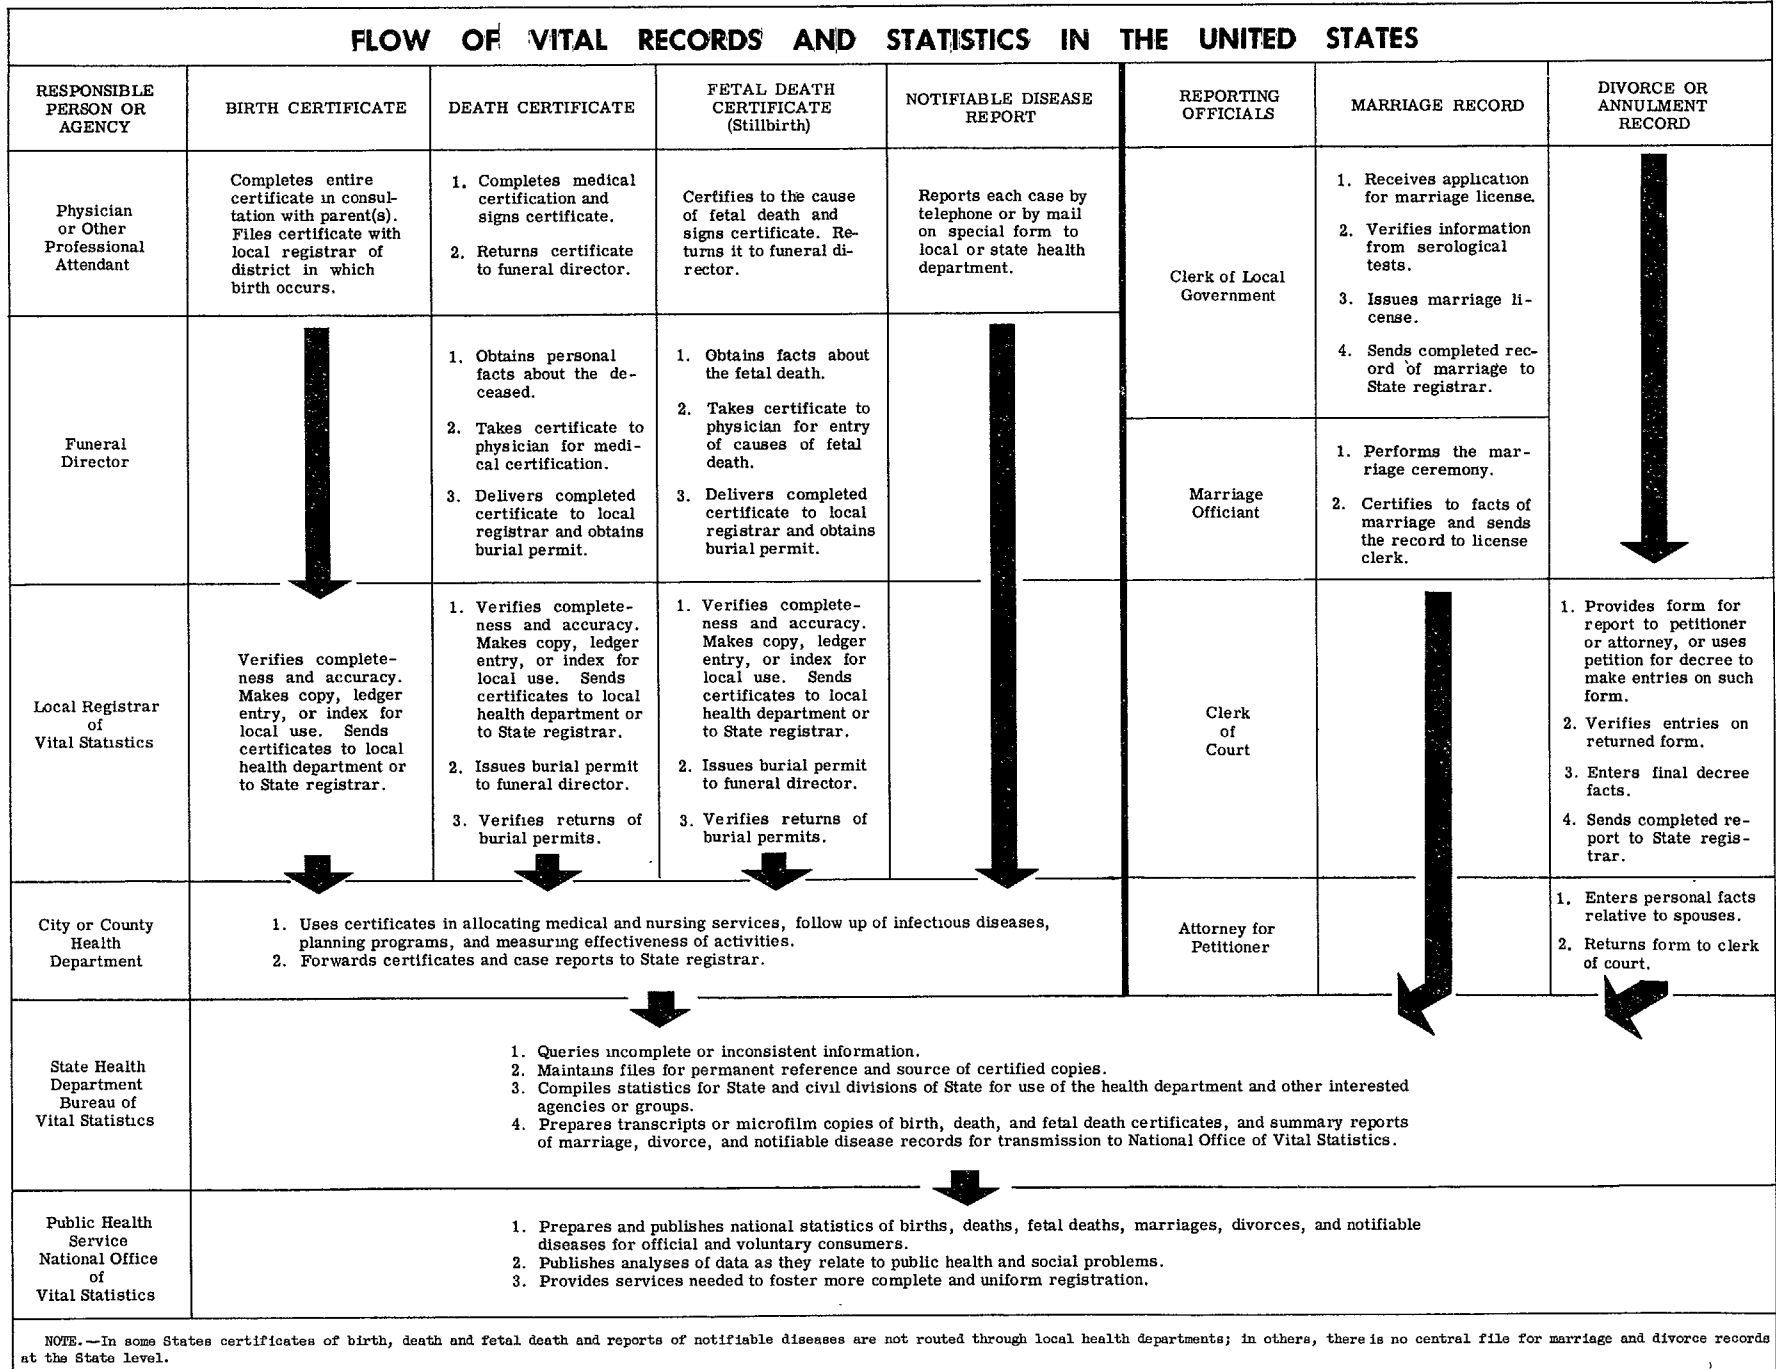 FLOW OF VITAL RECORDS AND STATISTICS IN THE UNITED STATES
RESPONSIBLE
PERSON OR
AGENCY
BIRTH CERTIFICATE
DEATH CERTIFICATE
FETAL DEATH
CERTIFICATE
(Stillbirth)
NOTIFIABLE DISEASE
REPORT
REPORTING
OFFICIALS
MARRIAGE RECORD
DIVORCE OR
ANNULMENT
RECORD
Physician
or Other
Professional
Attendant
Completes entire
certificate in consul-
tation with parent(s).
Files certificate with
local registrar of
district in which
birth occurs.
1. Completes medical
certification and
signs certificate.
2. Returns certificate
to funeral director.
Certifies to the cause
of fetal death and
signs certificate. Re-
turns it to funeral di-
rector.
Reports each case by
telephone or by mail
on special form to
local or state health
department.
Clerk of Local
Government
1. Receives application
for marriage license.
2. Verifies information
from serological
tests.
3. Issues marriage li-
cense.
4. Sends completed rec-
ord of marriage to
State registrar.
Funeral
Director
1. Obtains personal
facts about the de-
ceased.
2. Takes certificate to
physician for medi-
cal certification.
3. Delivers completed
certificate to local
registrar and obtains
burial permit.
1. Obtains facts about
the fetal death.
2. Takes certificate to
physician for entry
of causes of fetal
death.
3. Delivers completed
certificate to local
registrar and obtains
burial permit.
Marriage
Officiant
1. Performs the mar-
riage ceremony.
2. Certifies to facts of
marriage and sends
the record to license
clerk.
Local Registrar
of
Vital Statistics
Verifies complete-
ness and accuracy.
Makes copy, ledger
entry, or index for
local use. Sends
certificates to local
health department or
to State registrar.
1. Verifies complete-
ness and accuracy.
Makes copy, ledger
entry, or index for
local use. Sends
certificates to local
health department or
to State registrar.
2. Issues burial permit
to funeral director.
3. Verifies returns of
burial permits.
1. Verifies complete-
ness and accuracy.
Makes copy, ledger
entry, or index for
local use. Sends
certificates to local
health department or
to State registrar.
2. Issues burial permit
to funeral director.
3. Verifies returns of
burial permits.
Clerk
of
Court
1. Provides form for
report to petitioner
or attorney, or uses
petition for decree to
make entries on such
form.
2. Verifies entries on
returned form.
3. Enters final decree
facts.
4. Sends completed re-
port to State regis-
trar.
City or County
Health
Department
1. Uses certificates in allocating medical and nursing services, follow up of infectious diseases,
planning programs, and measuring effectiveness of activities.
2. Forwards certificates and case reports to State registrar.
Attorney for
Petitioner
1. Enters personal facts
relative to spouses.
2. Returns form to clerk
of court.
State Health
Department
Bureau of
Vital Statistics
1. Queries incomplete or inconsistent information.
2. Maintains files for permanent reference and source of certified copies.
3. Compiles statistics for State and civil divisions of State for use of the health department and other interested
agencies or groups.
4. Prepares transcripts or microfilm copies of birth, death, and fetal death certificates, and summary reports
of marriage, divorce, and notifiable disease records for transmission to National Office of Vital Statistics.
Public Health
Service
National Office
of
Vital Statistics
1. Prepares and publishes national statistics of births, deaths, fetal deaths, marriages, divorces, and notifiable
diseases for official and voluntary consumers.
2. Publishes analyses of data as they relate to public health and social problems.
3. Provides services needed to foster more complete and uniform registration.
NOTE.—In some States certificates of birth, death and fetal death and reports of notifiable diseases are not routed through local health departments; in others, there is no central file for marriage and divorce records
at the State level.